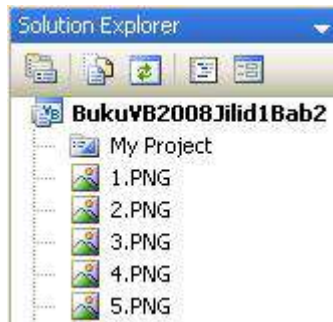 Solution Explorer
BukuVB2008Jilid1Bab2
My Project
1.PNG
2.PNG
3.PNG
4.PNG
5.PNG